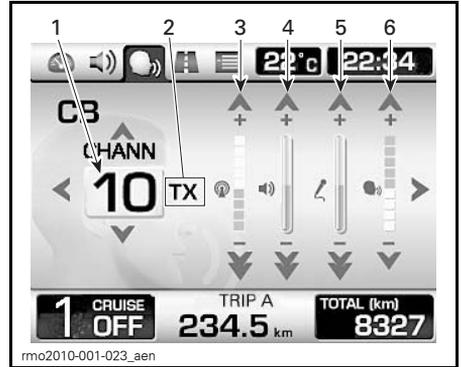 1 2 3 4 5 6
22°c 22:34
CB
CHANN
10 TX
+ + + +
- - - -
1 CRUISE OFF
TRIP A
234.5 km
TOTAL (km)
8327
rmo2010-001-023_aen